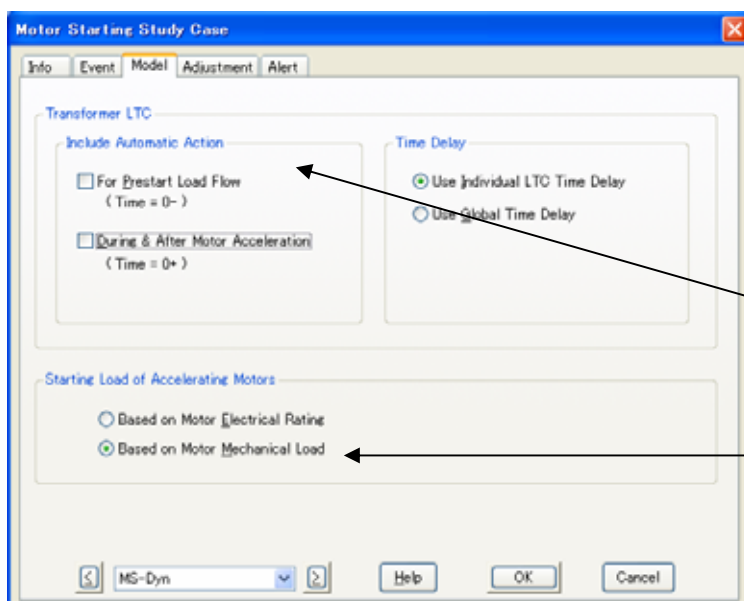 Motor Starting Study Case
Info Event Model Adjustment Alert
Transformer LTC
Include Automatic Action
For Prestart Load Flow
( Time = 0- )
During & After Motor Acceleration
( Time = 0+ )
Time Delay
Use Individual LTC Time Delay
Use Global Time Delay
Starting Load of Accelerating Motors
Based on Motor Electrical Rating
Based on Motor Mechanical Load
MS-Dyn
Help OK Cancel